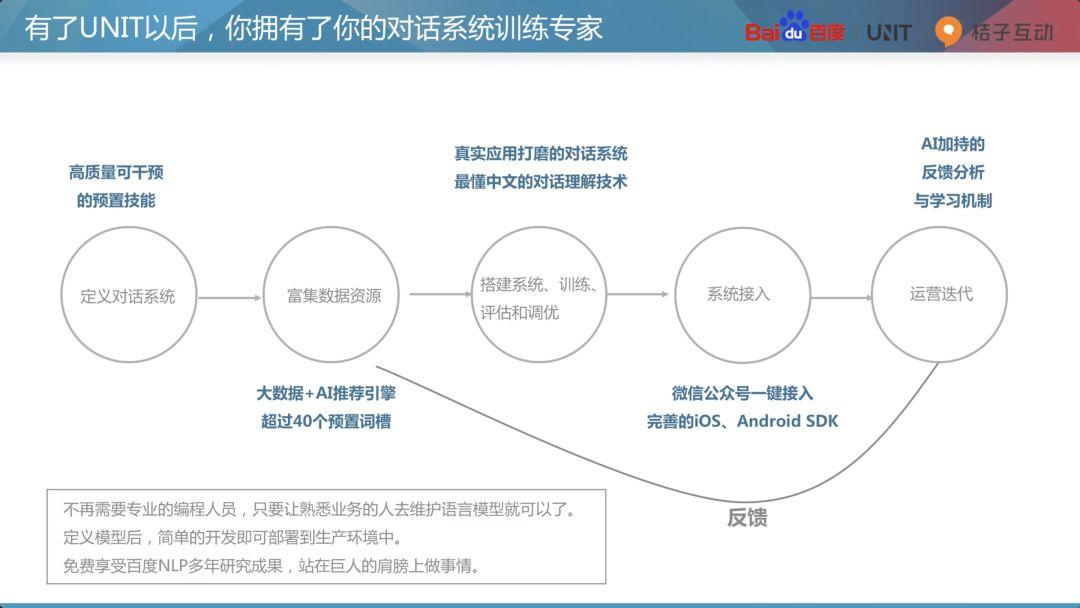 有了UNIT以后，你拥有了你的对话系统训练专家
Bai du 百度 UNIT 桔子互动
高质量可干预
的预置技能
真实应用打磨的对话系统
最懂中文的对话理解技术
AI加持的
反馈分析
与学习机制
定义对话系统
富集数据资源
搭建系统、训练、
评估和调优
系统接入
运营迭代
大数据+AI推荐引擎
超过40个预置词槽
微信公众号一键接入
完善的iOS、Android SDK
反馈
不再需要专业的编程人员，只要让熟悉业务的人去维护语言模型就可以了。
定义模型后，简单的开发即可部署到生产环境中。
免费享受百度NLP多年研究成果，站在巨人的肩膀上做事情。